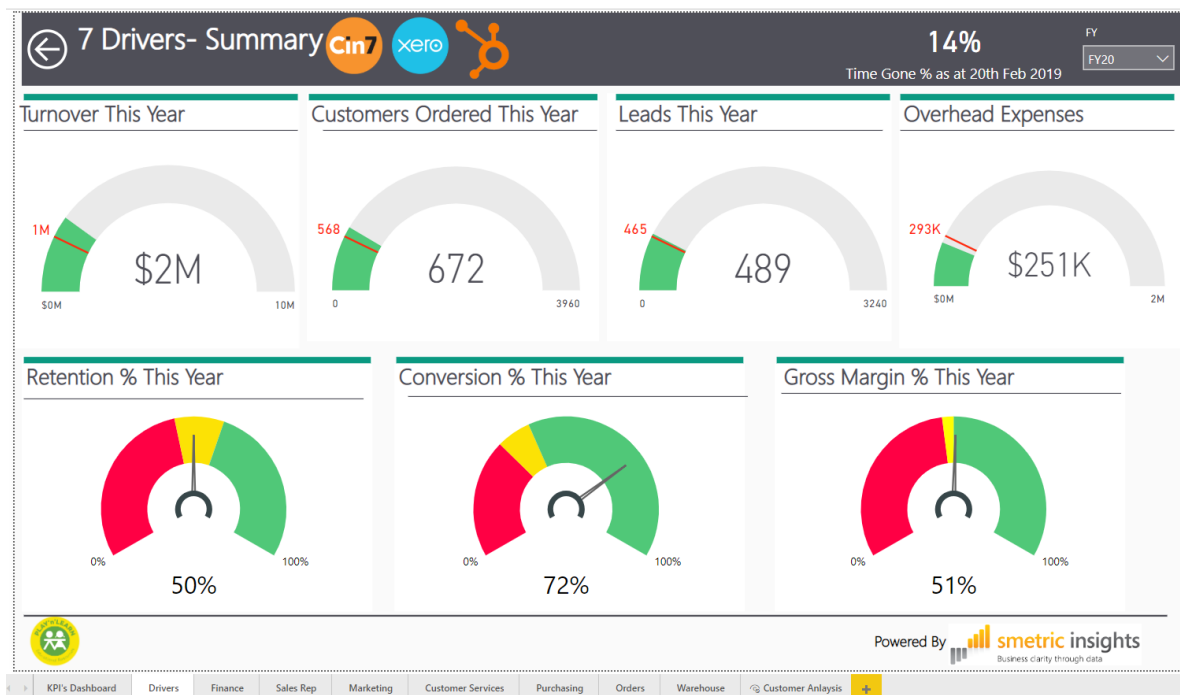 7 Drivers- Summary
Cin7
xero
14%
Time Gone % as at 20th Feb 2019
FY
FY20
Turnover This Year
1M
$2M
$0M
10M
Customers Ordered This Year
568
672
0
3960
Leads This Year
465
489
0
3240
Overhead Expenses
293K
$251K
$0M
2M
Retention % This Year
0%
100%
50%
Conversion % This Year
0%
100%
72%
Gross Margin % This Year
0%
100%
51%
PLAY'n'LEARN
Powered By
smetric insights
Business clarity through data
KPI's Dashboard
Drivers
Finance
Sales Rep
Marketing
Customer Services
Purchasing
Orders
Warehouse
Customer Anlaysis
+